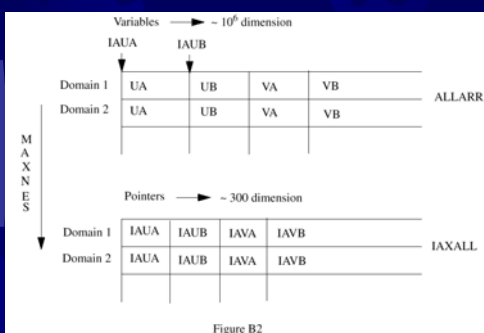 Variables ~ 10⁶ dimension
IAUA IAUB
Domain 1 UA UB VA VB
ALLARR
Domain 2 UA UB VA VB
MAXNES
Pointers ~ 300 dimension
Domain 1 IAUA IAUB IAVA IAVB
IAXALL
Domain 2 IAUA IAUB IAVA IAVB
Figure B2